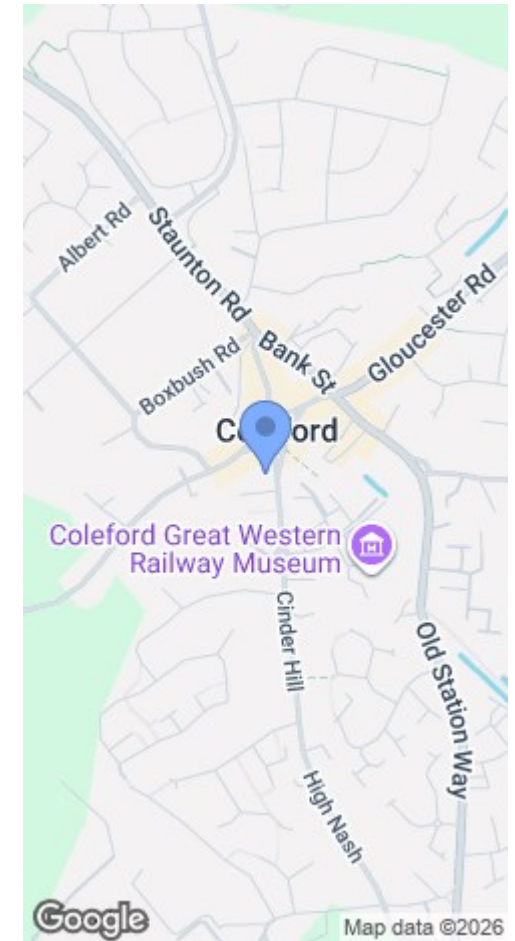 Albert Rd
Staunton Rd
Boxbush Rd
Bank St
Gloucester Rd
Coleford Great Western
Railway Museum
Cinder Hill
Old Station Way
High Nash
Google
Map data ©2026